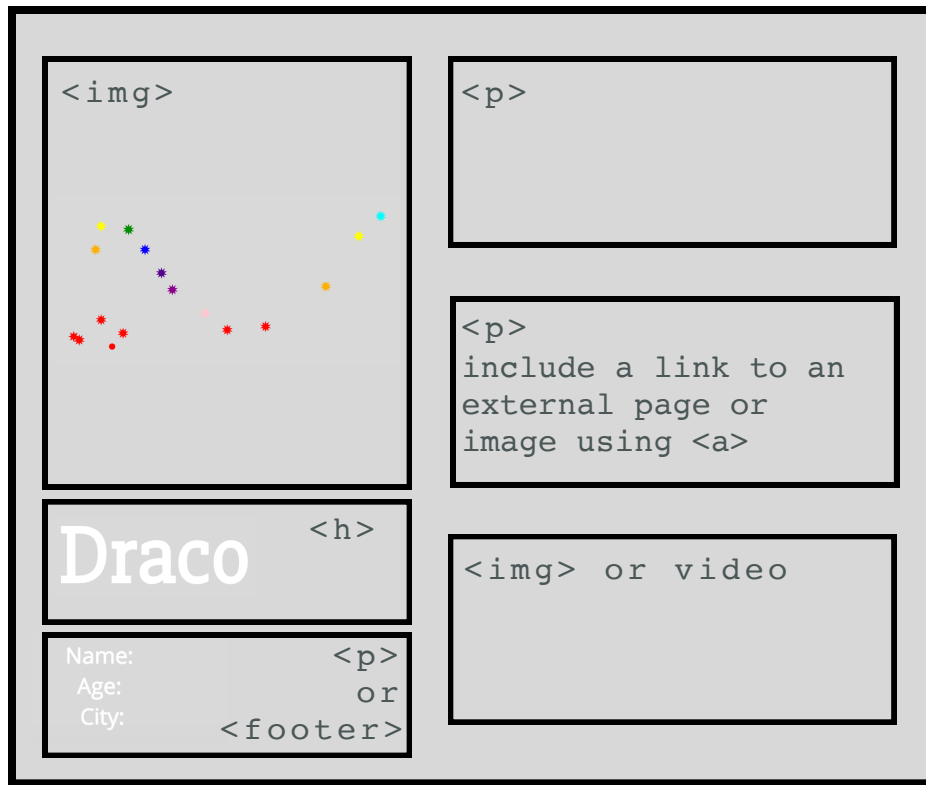 <img>
Draco <h>
Name: <p>
Age: or
City: <footer>
<p>
<p>
include a link to an
external page or
image using <a>
<img> or video